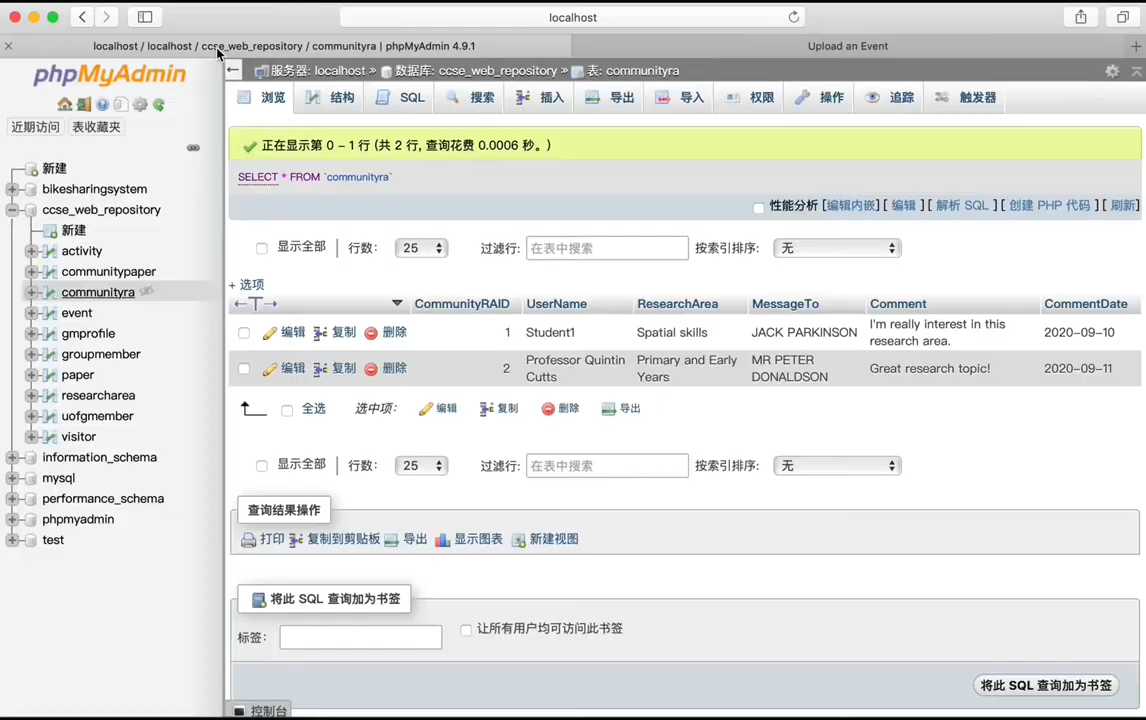 localhost
localhost / localhost / ccse_web_repository / communityra | phpMyAdmin 4.9.1
Upload an Event
phpMyAdmin
近期访问 表收藏夹
新建
bikesharingsystem
ccse_web_repository
新建
activity
communitypaper
communityra
event
gmprofile
groupmember
paper
researcharea
uofgmember
visitor
information_schema
mysql
performance_schema
phpmyadmin
test
服务器: localhost » 数据库: ccse_web_repository » 表: communityra
浏览 结构 SQL 搜索 插入 导出 导入 权限 操作 追踪 触发器
正在显示第 0 - 1 行 (共 2 行, 查询花费 0.0006 秒。)
SELECT * FROM `communityra`
性能分析 [编辑内嵌] [ 编辑 ] [ 解析 SQL ] [ 创建 PHP 代码 ] [ 刷新]
显示全部 行数: 25 过滤行: 在表中搜索 按索引排序: 无
+ 选项
←T→ CommunityRAID UserName ResearchArea MessageTo Comment CommentDate
编辑 复制 删除 1 Student1 Spatial skills JACK PARKINSON I'm really interest in this research area. 2020-09-10
编辑 复制 删除 2 Professor Quintin Cutts Primary and Early Years MR PETER DONALDSON Great research topic! 2020-09-11
全选 选中项: 编辑 复制 删除 导出
显示全部 行数: 25 过滤行: 在表中搜索 按索引排序: 无
查询结果操作
打印 复制到剪贴板 导出 显示图表 新建视图
将此 SQL 查询加为书签
标签: 让所有用户均可访问此书签
将此 SQL 查询加为书签
控制台